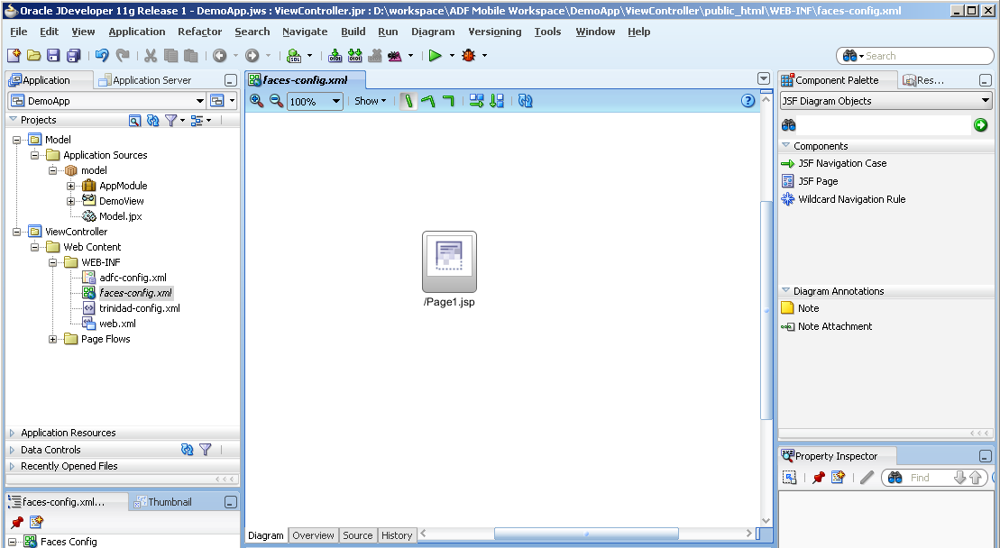 Oracle JDeveloper 11g Release 1 - DemoApp.jws : ViewController.jpr : D:\workspace\ADF Mobile Workspace\DemoApp\ViewController\public_html\WEB-INF\faces-config.xml
File Edit View Application Refactor Search Navigate Build Run Diagram Versioning Tools Window Help
Search
Application
Application Server
DemoApp
Projects
Model
Application Sources
model
AppModule
DemoView
Model.jpx
ViewController
Web Content
WEB-INF
adfc-config.xml
faces-config.xml
trinidad-config.xml
web.xml
Page Flows
Application Resources
Data Controls
Recently Opened Files
faces-config.xml...
Thumbnail
Faces Config
faces-config.xml
100%
Show
/Page1.jsp
Diagram Overview Source History
Component Palette
Res...
JSF Diagram Objects
Components
JSF Navigation Case
JSF Page
Wildcard Navigation Rule
Diagram Annotations
Note
Note Attachment
Property Inspector
Find